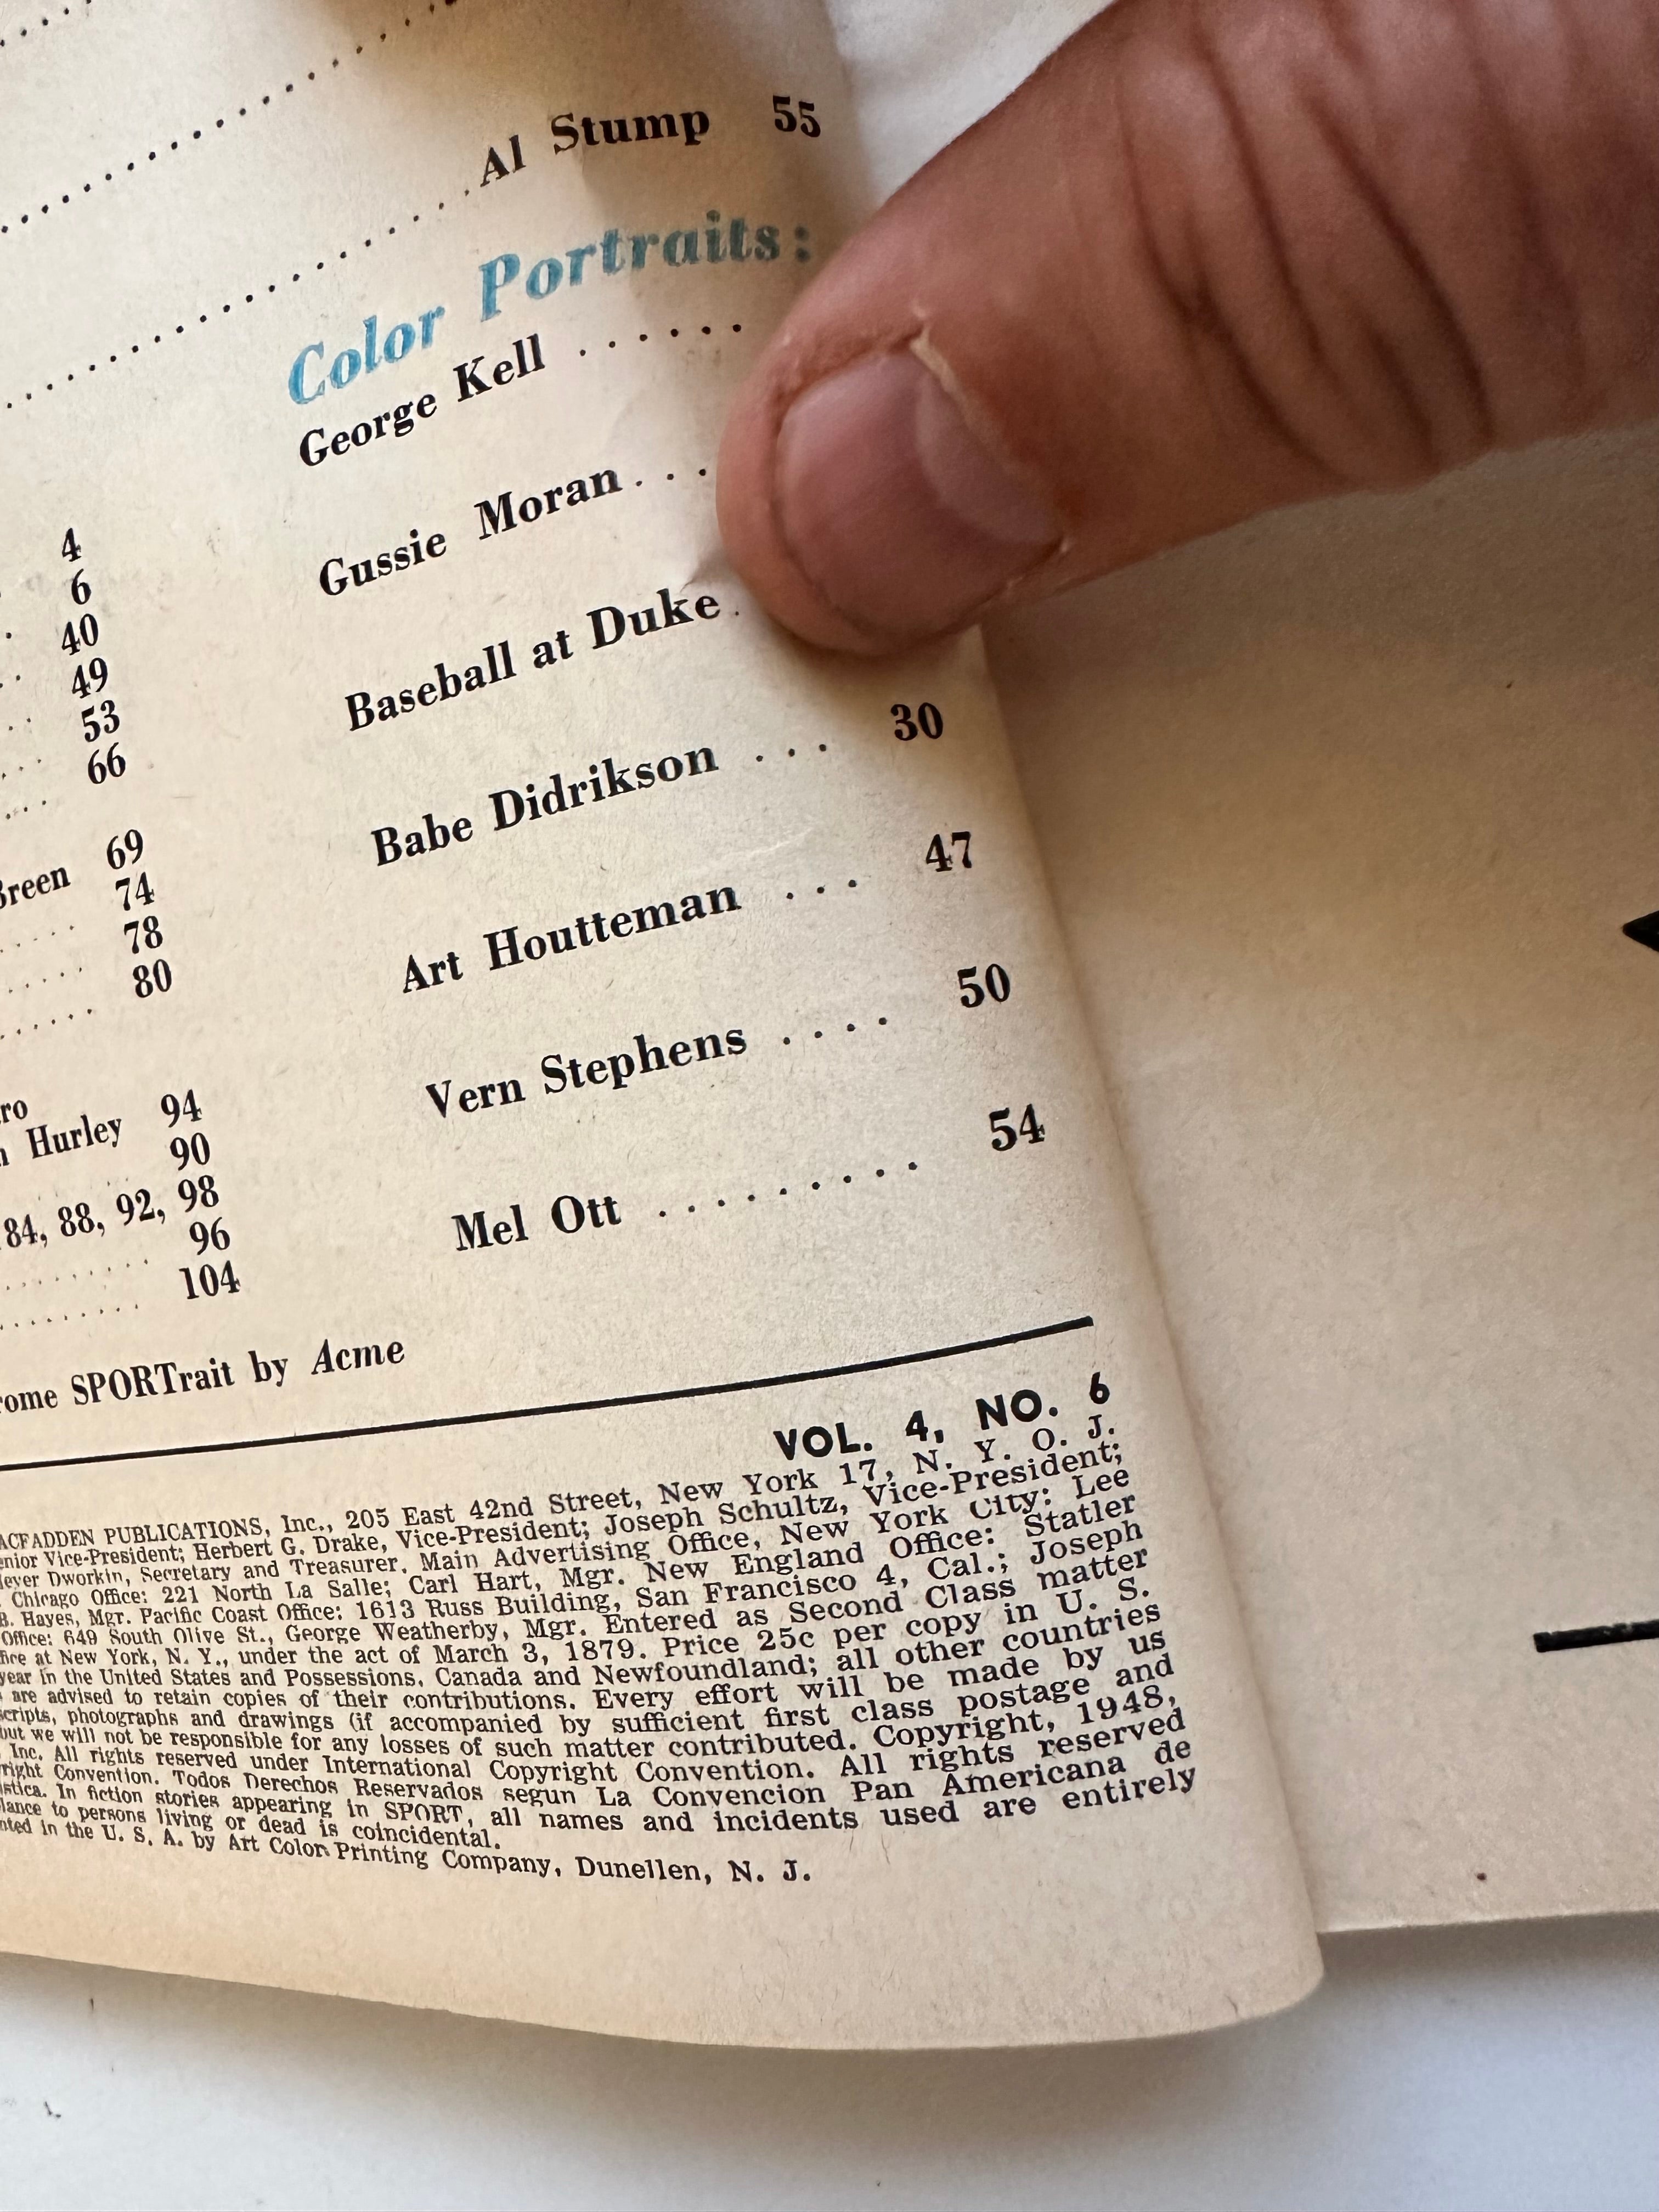 Al Stump 55
Color Portraits:
George Kell ......
Gussie Moran ...
Baseball at Duke .
Babe Didrikson ... 30
Art Houtteman ... 47
Vern Stephens .... 50
Mel Ott ......... 54
4
6
40
49
53
66
69
74
78
80
Hurley 94
90
84, 88, 92, 98
96
104
SPORTrait by Acme
VOL. 4, NO. 6
PUBLICATIONS, Inc., 205 East 42nd Street, New York 17, N. Y. O. J.
Vice-President; Herbert G. Drake, Vice-President; Joseph Schultz, Vice-President;
Dworkin, Secretary and Treasurer. Main Advertising Office, New York City: Lee
Chicago Office: 221 North La Salle; Carl Hart, Mgr. New England Office: Statler
B. Hayes, Mgr. Pacific Coast Office: 1613 Russ Building, San Francisco 4, Cal.; Joseph
Office: 649 South Olive St., George Weatherby, Mgr. Entered as Second Class matter
at New York, N. Y., under the act of March 3, 1879. Price 25c per copy in U. S.
year in the United States and Possessions, Canada and Newfoundland; all other countries
are advised to retain copies of their contributions. Every effort will be made by us
photographs and drawings (if accompanied by sufficient first class postage and
but we will not be responsible for any losses of such matter contributed. Copyright, 1948,
Inc. All rights reserved under International Copyright Convention. All rights reserved
Convention. Todos Derechos Reservados segun La Convencion Pan Americana de
In fiction stories appearing in SPORT, all names and incidents used are entirely
to persons living or dead is coincidental.
in the U. S. A. by Art Color Printing Company, Dunellen, N. J.